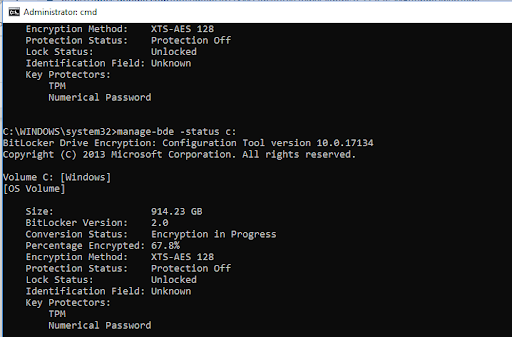 Administrator: cmd
Encryption Method:    XTS-AES 128
Protection Status:    Protection Off
Lock Status:          Unlocked
Identification Field: Unknown
Key Protectors:
TPM
Numerical Password
C:\WINDOWS\system32>manage-bde -status c:
BitLocker Drive Encryption: Configuration Tool version 10.0.17134
Copyright (C) 2013 Microsoft Corporation. All rights reserved.
Volume C: [Windows]
[OS Volume]
Size:                 914.23 GB
BitLocker Version:    2.0
Conversion Status:    Encryption in Progress
Percentage Encrypted: 67.8%
Encryption Method:    XTS-AES 128
Protection Status:    Protection Off
Lock Status:          Unlocked
Identification Field: Unknown
Key Protectors:
TPM
Numerical Password